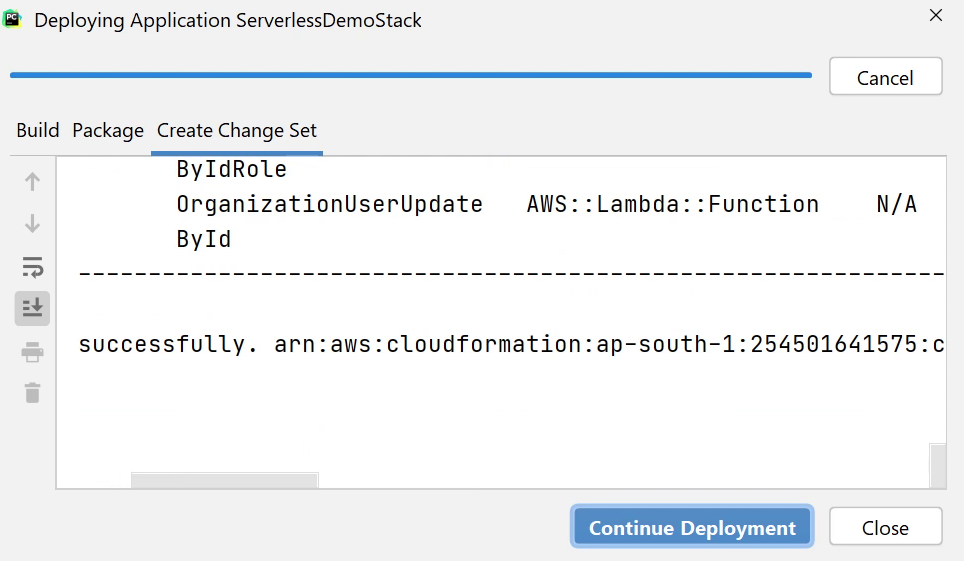 PC
Deploying Application ServerlessDemoStack
Cancel
Build Package Create Change Set
ByIdRole
OrganizationUserUpdate AWS::Lambda::Function N/A
ById
--------------------------------------------------------------
successfully. arn:aws:cloudformation:ap-south-1:254501641575:c
Continue Deployment
Close